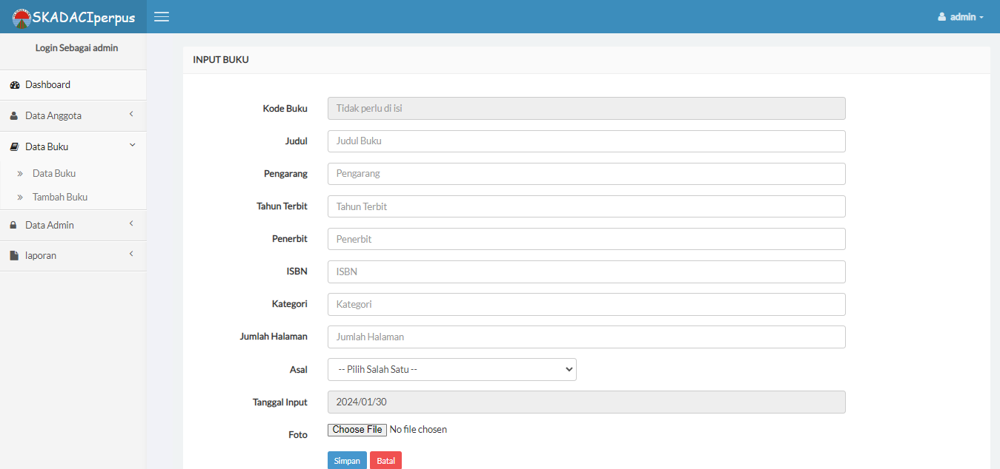 SKADACIperpus
admin
Login Sebagai admin
Dashboard
Data Anggota
Data Buku
Data Buku
Tambah Buku
Data Admin
laporan
INPUT BUKU
Kode Buku Tidak perlu di isi
Judul Judul Buku
Pengarang Pengarang
Tahun Terbit Tahun Terbit
Penerbit Penerbit
ISBN ISBN
Kategori Kategori
Jumlah Halaman Jumlah Halaman
Asal -- Pilih Salah Satu --
Tanggal Input 2024/01/30
Foto Choose File No file chosen
Simpan Batal